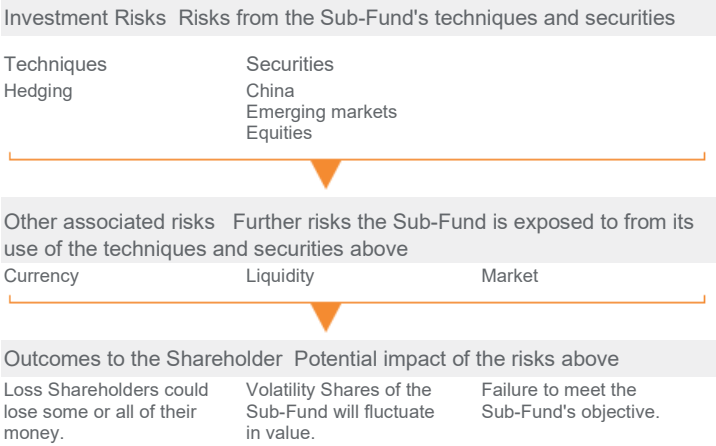 Investment Risks Risks from the Sub-Fund's techniques and securities
Techniques Securities
Hedging China
Emerging markets
Equities
Other associated risks Further risks the Sub-Fund is exposed to from its
use of the techniques and securities above
Currency Liquidity Market
Outcomes to the Shareholder Potential impact of the risks above
Loss Shareholders could Volatility Shares of the Failure to meet the
lose some or all of their Sub-Fund will fluctuate Sub-Fund's objective.
money. in value.